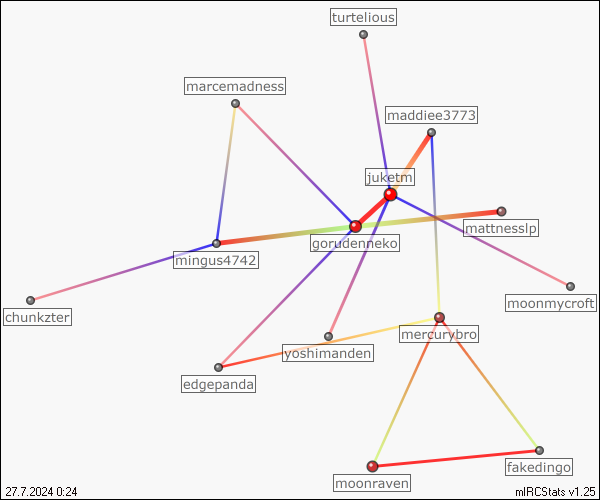 turtelious
marcemadness
maddiee3773
juketm
mattnesslp
gorudenneko
mingus4742
moonmycroft
chunkzter
mercurybro
yoshimanden
edgepanda
fakedingo
moonraven
27.7.2024 0:24
mIRCStats v1.25